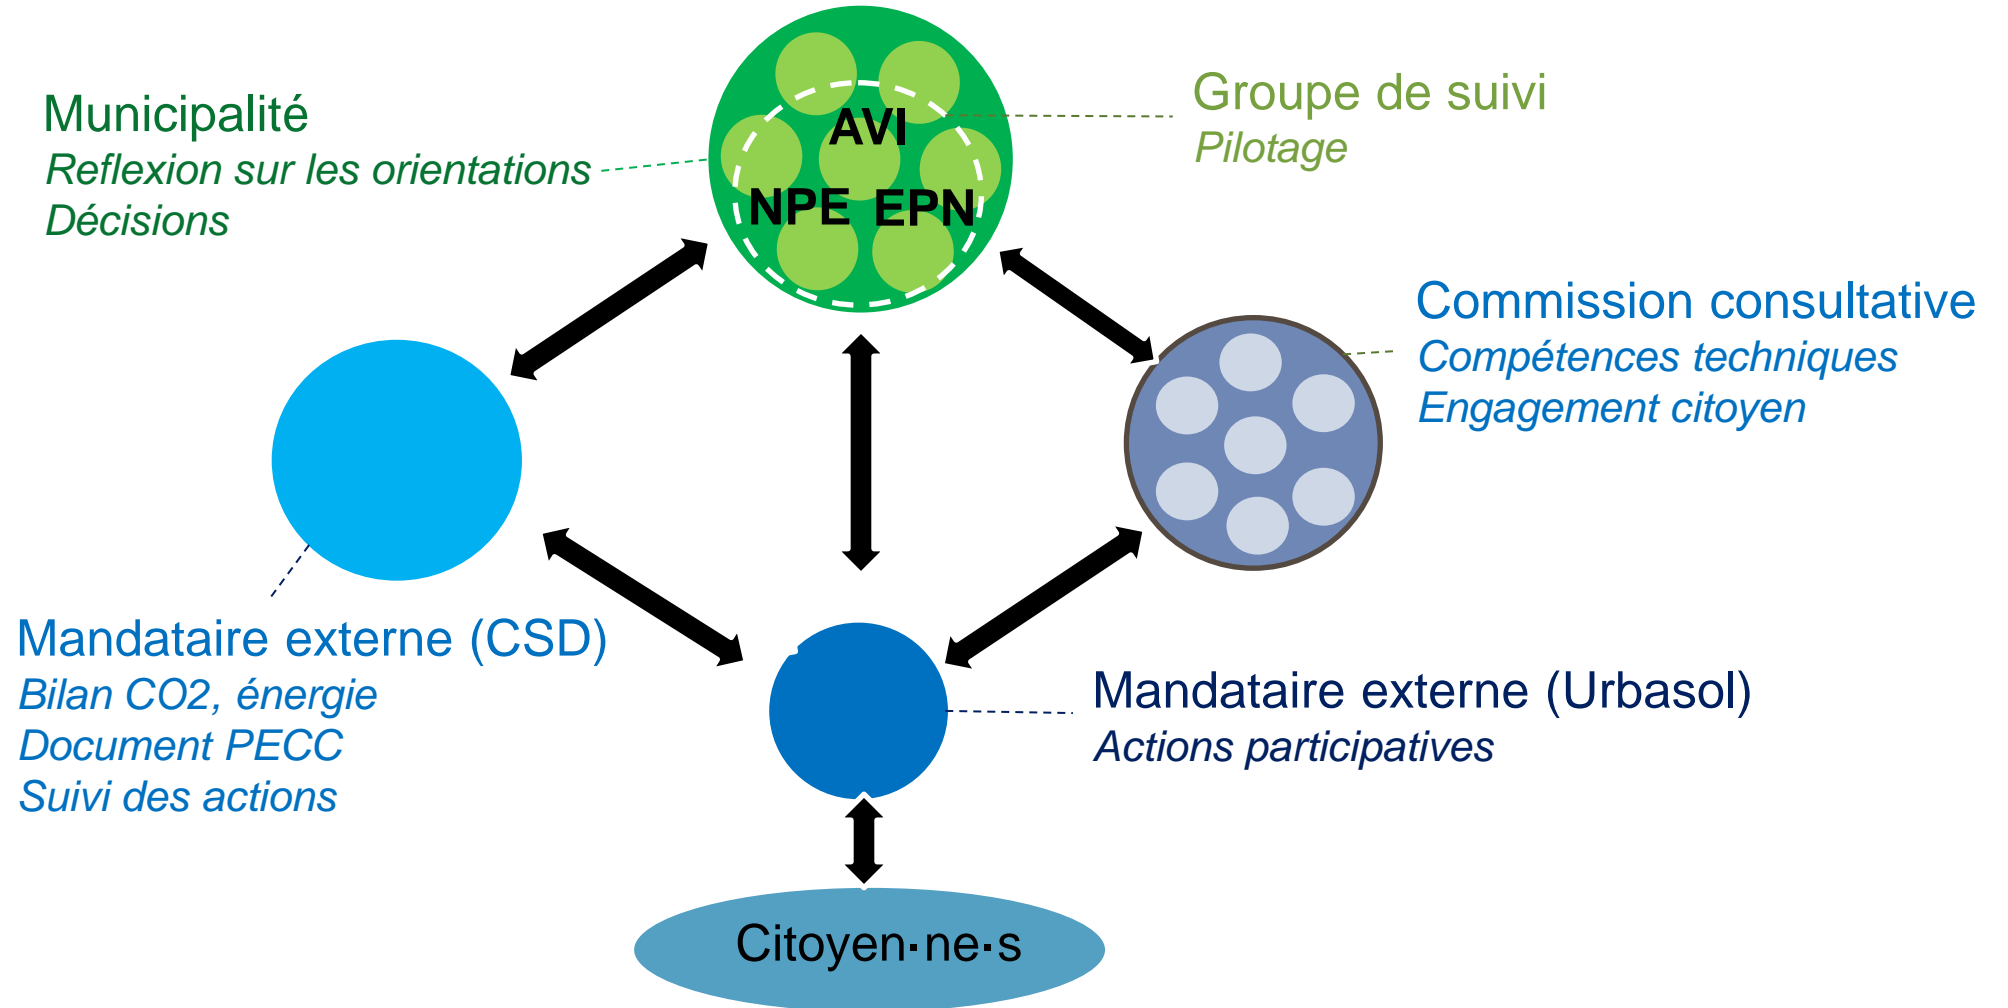 Municipalité
Reflexion sur les orientations
Décisions
AVI
NPE EPN
Groupe de suivi
Pilotage
Commission consultative
Compétences techniques
Engagement citoyen
Mandataire externe (CSD)
Bilan CO2, énergie
Document PECC
Suivi des actions
Mandataire externe (Urbasol)
Actions participatives
Citoyen·ne·s